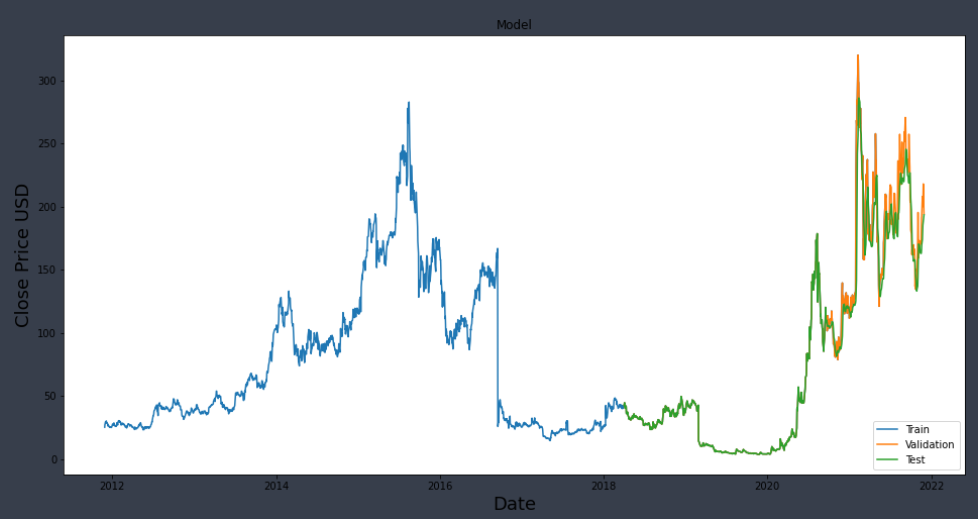 Model
Close Price USD
300
250
200
150
100
50
0
2012 2014 2016 2018 2020 2022
Date
Train
Validation
Test